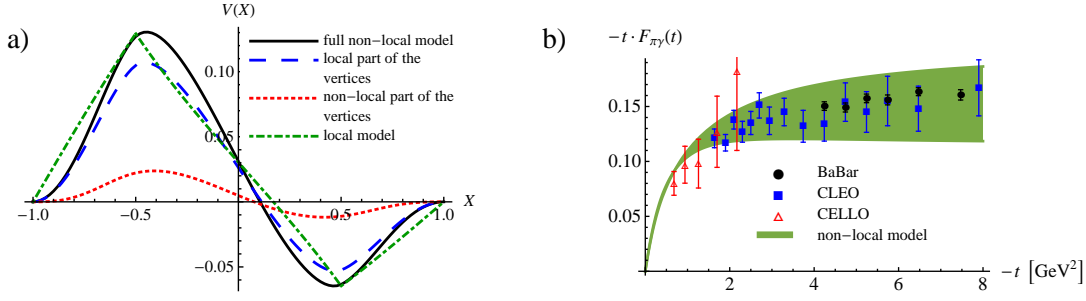 a)
V(X)
full non-local model
local part of the
vertices
non-local part of the
vertices
local model
0.10
0.05
-0.05
-1.0
-0.5
0.5
1.0
X
b)
-t · Fπγ(t)
0.15
0.10
0.05
BaBar
CLEO
CELLO
non-local model
2
4
6
8
-t [GeV²]